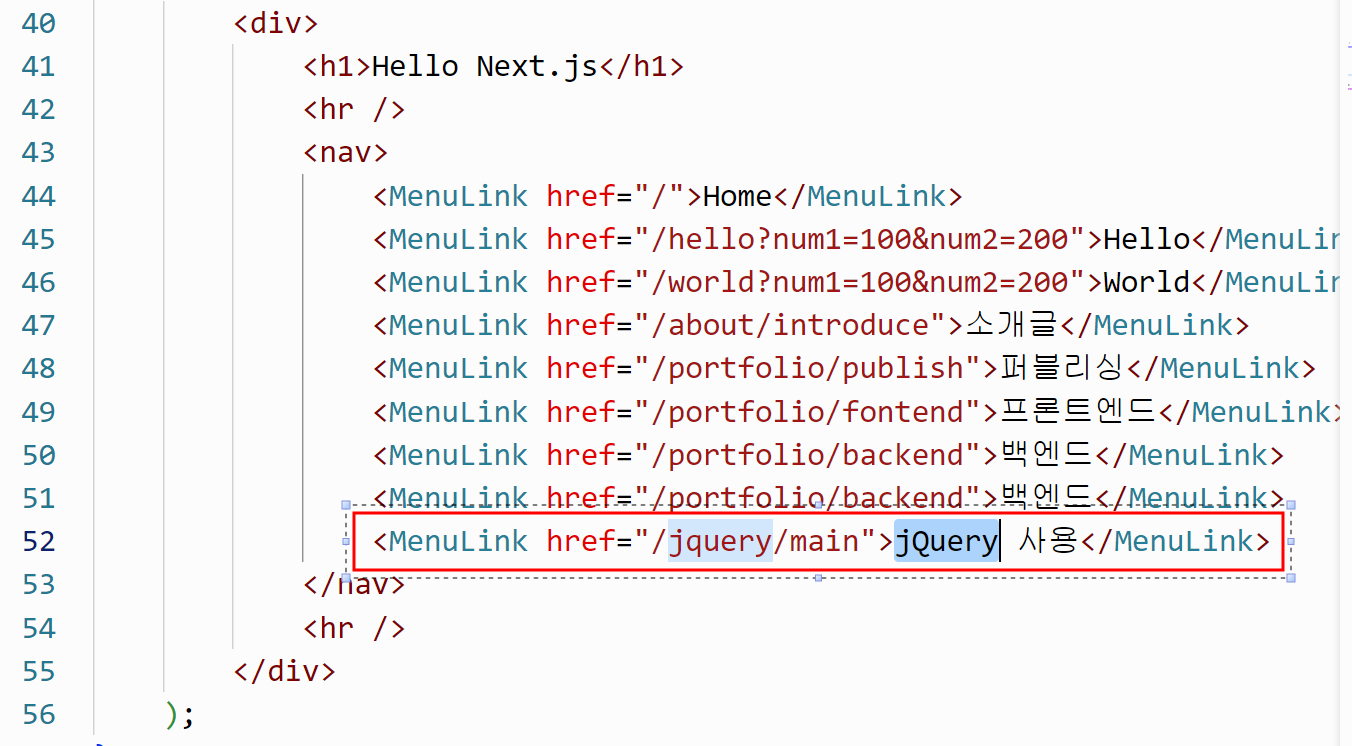 40 <div>
41 <h1>Hello Next.js</h1>
42 <hr />
43 <nav>
44 <MenuLink href="/">Home</MenuLink>
45 <MenuLink href="/hello?num1=100&num2=200">Hello</MenuLin
46 <MenuLink href="/world?num1=100&num2=200">World</MenuLin
47 <MenuLink href="/about/introduce">소개글</MenuLink>
48 <MenuLink href="/portfolio/publish">퍼블리싱</MenuLink>
49 <MenuLink href="/portfolio/fontend">프론트엔드</MenuLink>
50 <MenuLink href="/portfolio/backend">백엔드</MenuLink>
51 <MenuLink href="/portfolio/backend">백엔드</MenuLink>
52 <MenuLink href="/jquery/main">jQuery 사용</MenuLink>
53 </nav>
54 <hr />
55 </div>
56 );